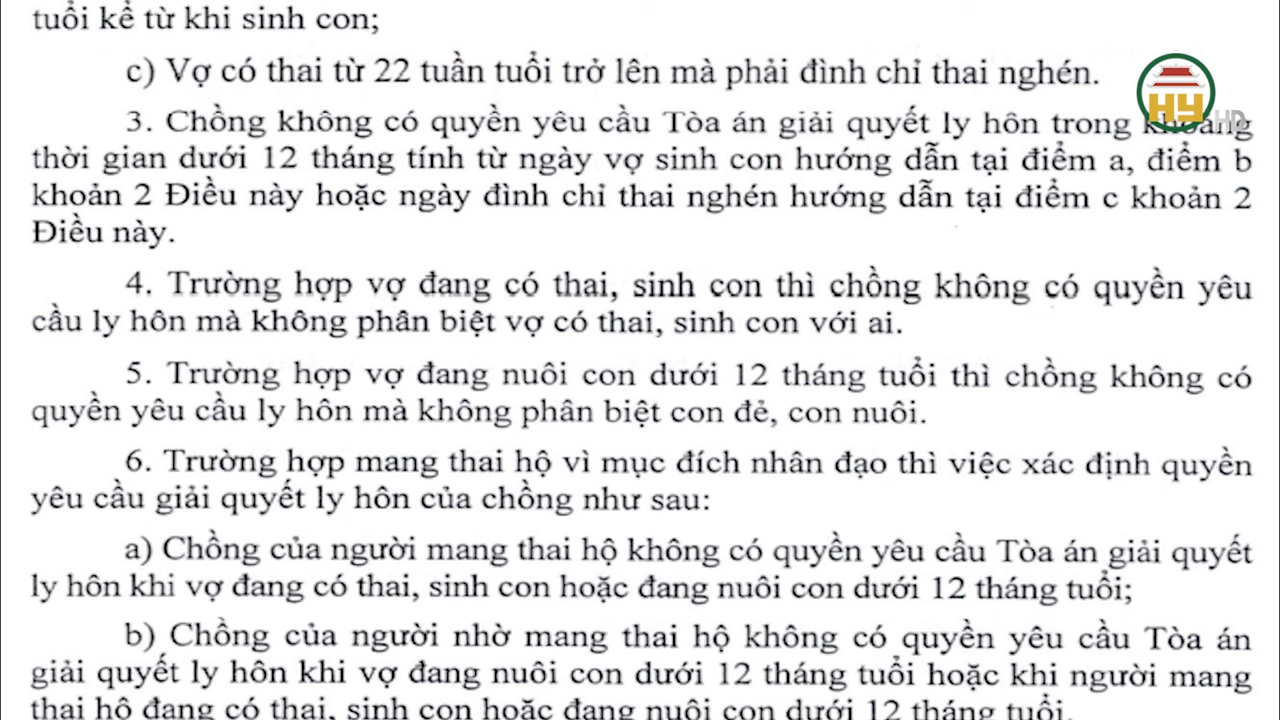 tuổi kể từ khi sinh con;
c) Vợ có thai từ 22 tuần tuổi trở lên mà phải đình chỉ thai nghén.
3. Chồng không có quyền yêu cầu Tòa án giải quyết ly hôn trong khoảng
thời gian dưới 12 tháng tính từ ngày vợ sinh con hướng dẫn tại điểm a, điểm b
khoản 2 Điều này hoặc ngày đình chỉ thai nghén hướng dẫn tại điểm c khoản 2
Điều này.
4. Trường hợp vợ đang có thai, sinh con thì chồng không có quyền yêu
cầu ly hôn mà không phân biệt vợ có thai, sinh con với ai.
5. Trường hợp vợ đang nuôi con dưới 12 tháng tuổi thì chồng không có
quyền yêu cầu ly hôn mà không phân biệt con đẻ, con nuôi.
6. Trường hợp mang thai hộ vì mục đích nhân đạo thì việc xác định quyền
yêu cầu giải quyết ly hôn của chồng như sau:
a) Chồng của người mang thai hộ không có quyền yêu cầu Tòa án giải quyết
ly hôn khi vợ đang có thai, sinh con hoặc đang nuôi con dưới 12 tháng tuổi;
b) Chồng của người nhờ mang thai hộ không có quyền yêu cầu Tòa án
giải quyết ly hôn khi vợ đang nuôi con dưới 12 tháng tuổi hoặc khi người mang
thai hộ đang có thai, sinh con hoặc đang nuôi con dưới 12 tháng tuổi.
HY HD